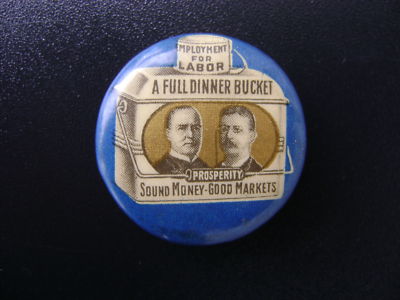 MPLOYMENT
FOR
LABOR
A FULL DINNER BUCKET
PROSPERITY
SOUND MONEY-GOOD MARKETS